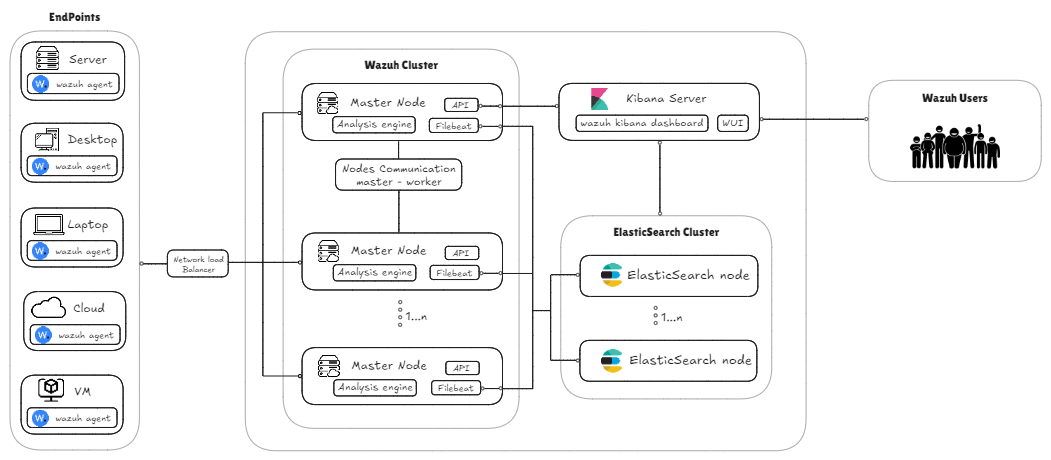 EndPoints
Server
W.
wazuh agent
Desktop
W.
wazuh agent
Laptop
W.
wazuh agent
Cloud
W.
wazuh agent
VM
W.
wazuh agent
Network load
Balancer
Wazuh Cluster
Master Node
API
Analysis engine
Filebeat
Nodes Communication
master - worker
Master Node
API
Analysis engine
Filebeat
1...n
Master Node
API
Analysis engine
Filebeat
Kibana Server
wazuh kibana dashboard
WUI
ElasticSearch Cluster
ElasticSearch node
1...n
ElasticSearch node
Wazuh Users